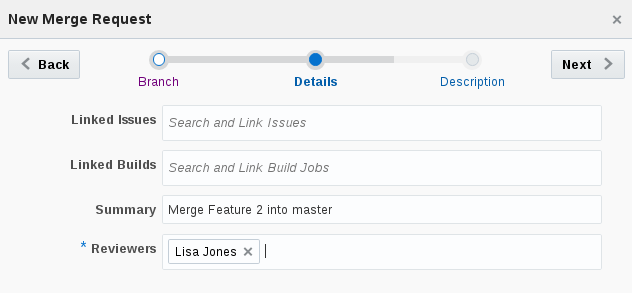 New Merge Request ×
Back Next
Branch Details Description
Linked Issues Search and Link Issues
Linked Builds Search and Link Build Jobs
Summary Merge Feature 2 into master
* Reviewers Lisa Jones ×